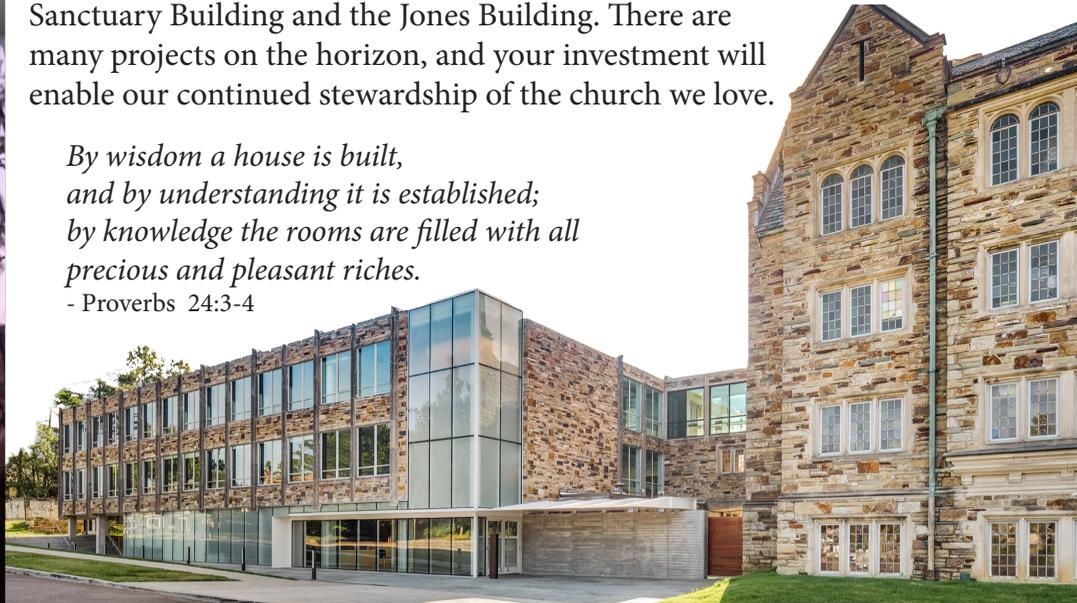 Sanctuary Building and the Jones Building. There are
many projects on the horizon, and your investment will
enable our continued stewardship of the church we love.
By wisdom a house is built,
and by understanding it is established;
by knowledge the rooms are filled with all
precious and pleasant riches.
- Proverbs 24:3-4